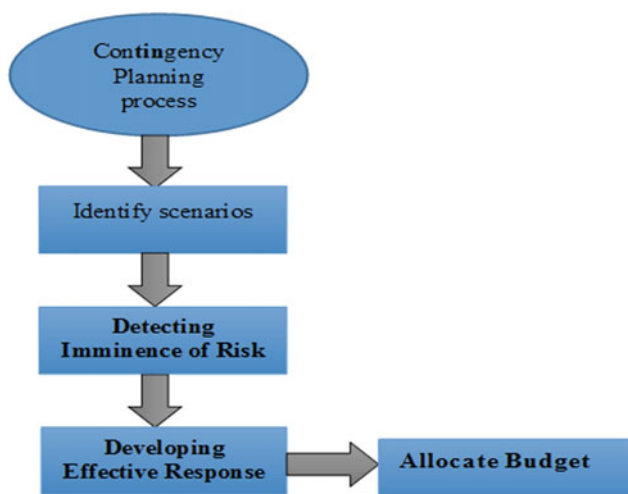 Contingency
Planning
process
Identify scenarios
Detecting
Imminence of Risk
Developing
Effective Response
Allocate Budget